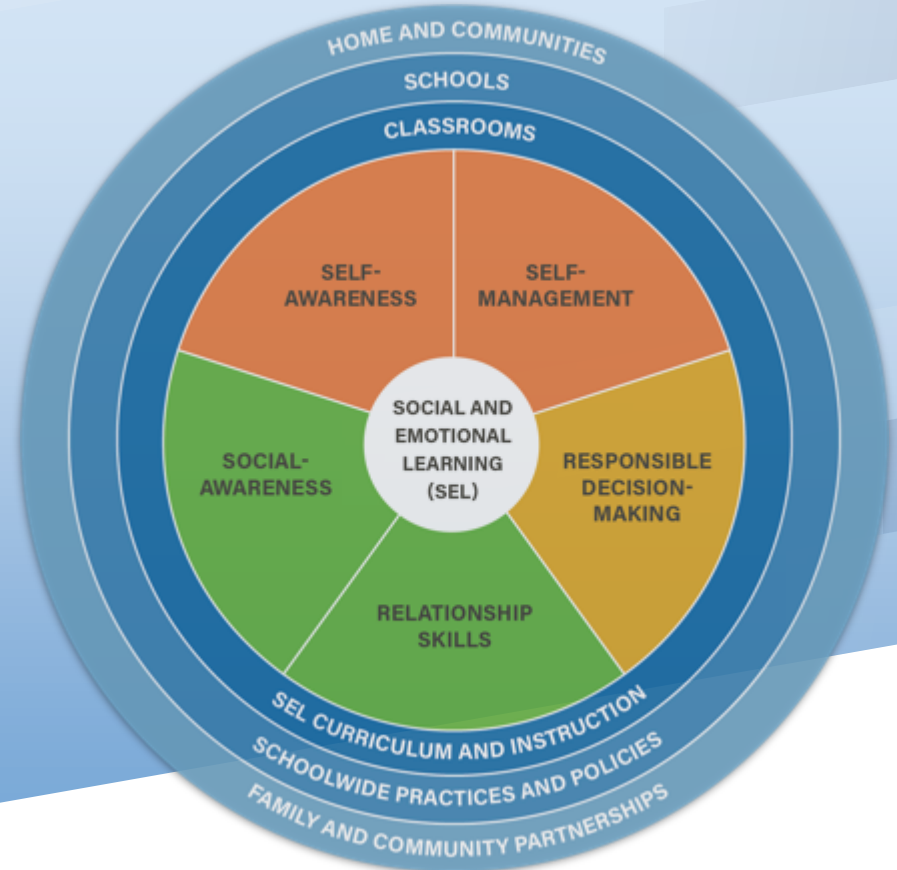 HOME AND COMMUNITIES
SCHOOLS
CLASSROOMS
SELF-
AWARENESS
SELF-
MANAGEMENT
SOCIAL AND
EMOTIONAL
LEARNING
(SEL)
SOCIAL-
AWARENESS
RESPONSIBLE
DECISION-
MAKING
RELATIONSHIP
SKILLS
SEL CURRICULUM AND INSTRUCTION
SCHOOLWIDE PRACTICES AND POLICIES
FAMILY AND COMMUNITY PARTNERSHIPS